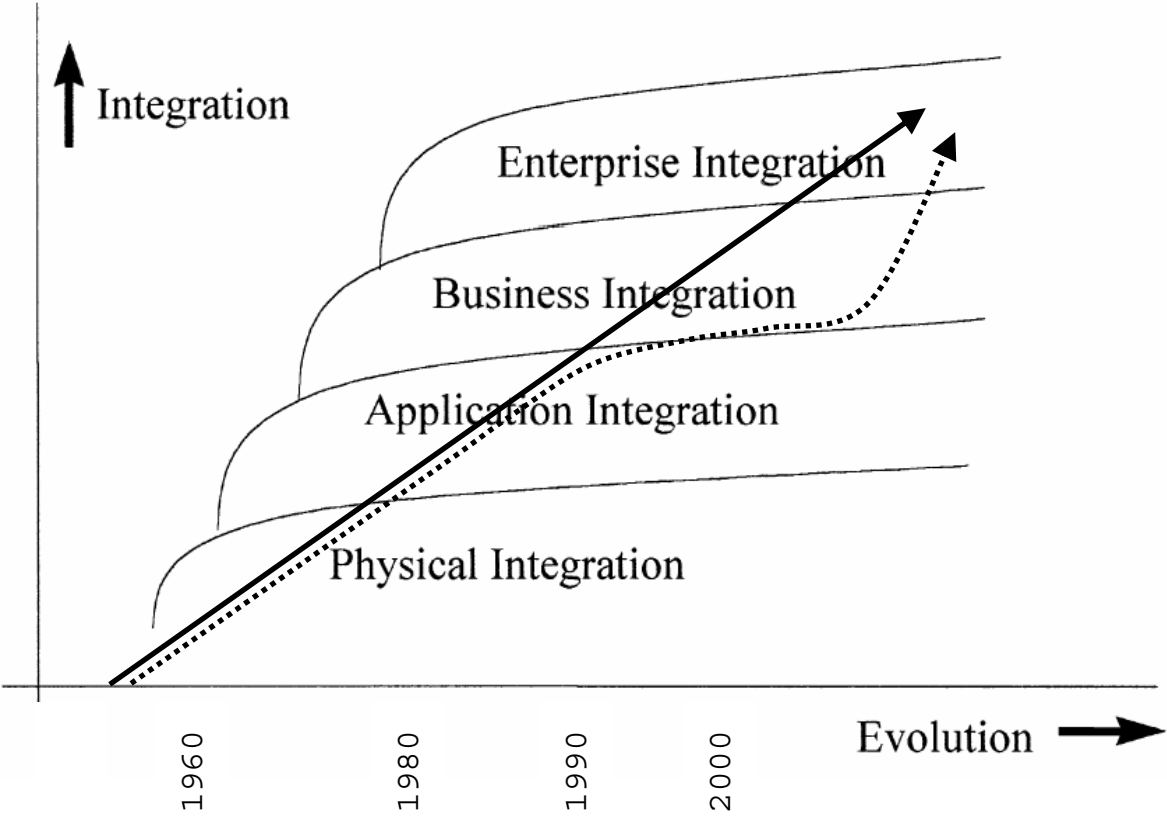 Integration
Enterprise Integration
Business Integration
Application Integration
Physical Integration
Evolution
1960
1980
1990
2000